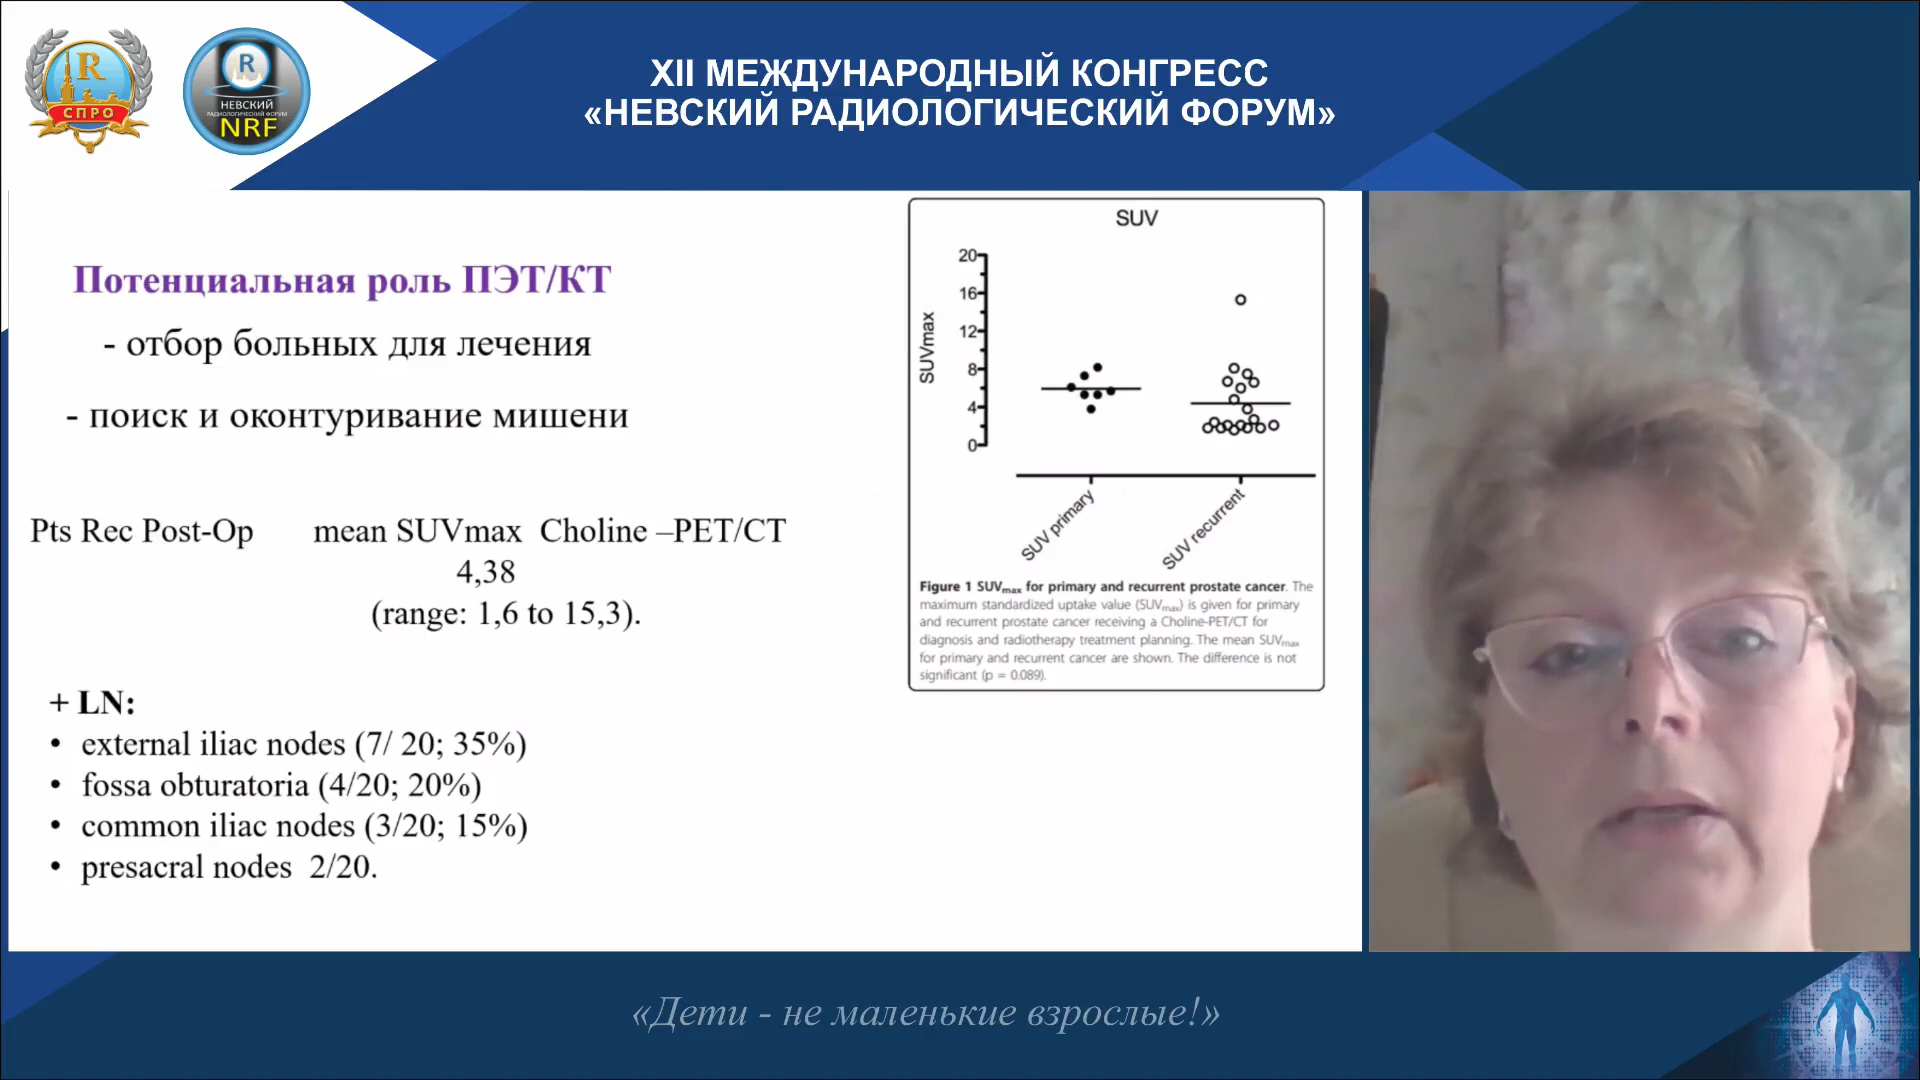 R
СПРО
R
НЕВСКИЙ
РАДИОЛОГИЧЕСКИЙ ФОРУМ
NRF
XII МЕЖДУНАРОДНЫЙ КОНГРЕСС
«НЕВСКИЙ РАДИОЛОГИЧЕСКИЙ ФОРУМ»
Потенциальная роль ПЭТ/КТ
- отбор больных для лечения
- поиск и оконтуривание мишени
Pts Rec Post-Op mean SUVmax Choline –PET/CT
4,38
(range: 1,6 to 15,3).
+ LN:
• external iliac nodes (7/ 20; 35%)
• fossa obturatoria (4/20; 20%)
• common iliac nodes (3/20; 15%)
• presacral nodes 2/20.
SUV
SUVmax
20
16
12
8
4
0
SUV primary
SUV recurrent
Figure 1 SUVmax for primary and recurrent prostate cancer. The
maximum standardized uptake value (SUVmax) is given for primary
and recurrent prostate cancer receiving a Choline-PET/CT for
diagnosis and radiotherapy treatment planning. The mean SUVmax
for primary and recurrent cancer are shown. The difference is not
significant (p = 0.089).
«Дети - не маленькие взрослые!»